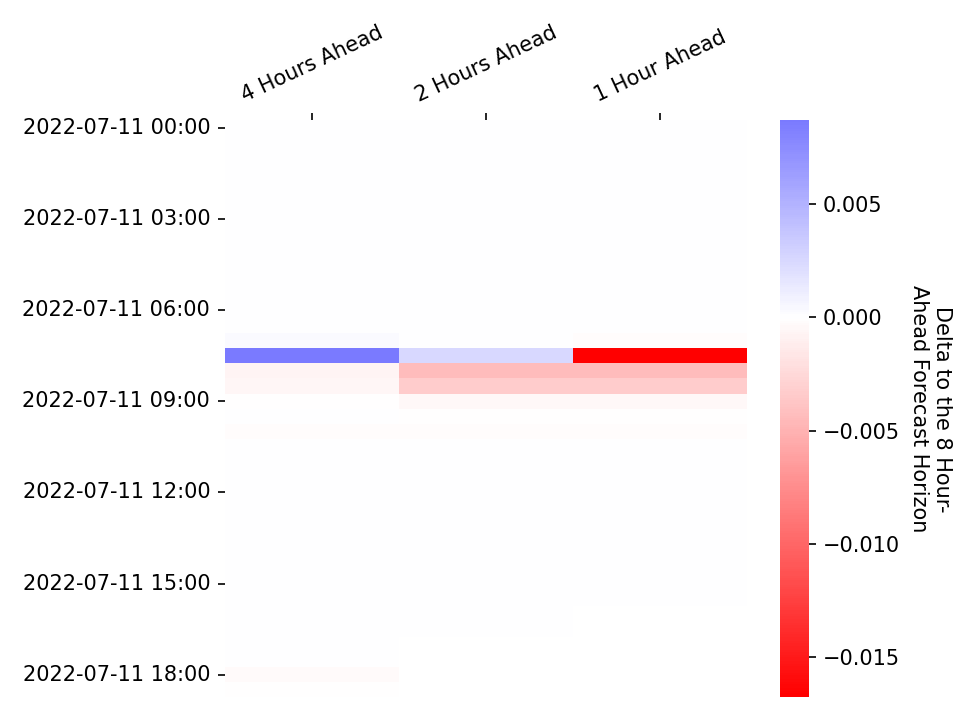 4 Hours Ahead
2 Hours Ahead
1 Hour Ahead
2022-07-11 00:00
2022-07-11 03:00
2022-07-11 06:00
2022-07-11 09:00
2022-07-11 12:00
2022-07-11 15:00
2022-07-11 18:00
0.005
0.000
−0.005
−0.010
−0.015
Delta to the 8 Hour-
Ahead Forecast Horizon